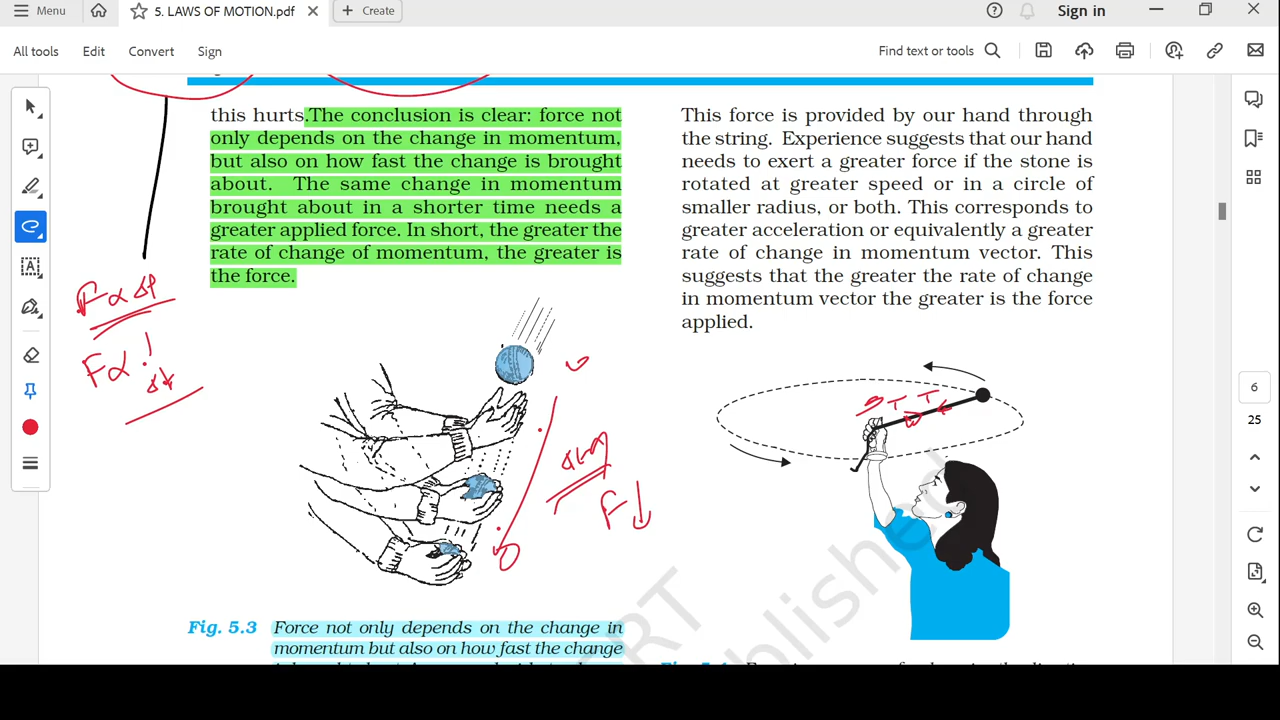 Menu
5. LAWS OF MOTION.pdf
Create
Sign in
All tools
Edit
Convert
Sign
Find text or tools
this hurts.The conclusion is clear: force not
only depends on the change in momentum,
but also on how fast the change is brought
about. The same change in momentum
brought about in a shorter time needs a
greater applied force. In short, the greater the
rate of change of momentum, the greater is
the force.
F∝ΔP
F∝ 1
Δt
F↓
Fig. 5.3 Force not only depends on the change in
momentum but also on how fast the change
This force is provided by our hand through
the string. Experience suggests that our hand
needs to exert a greater force if the stone is
rotated at greater speed or in a circle of
smaller radius, or both. This corresponds to
greater acceleration or equivalently a greater
rate of change in momentum vector. This
suggests that the greater the rate of change
in momentum vector the greater is the force
applied.
T T
6
25